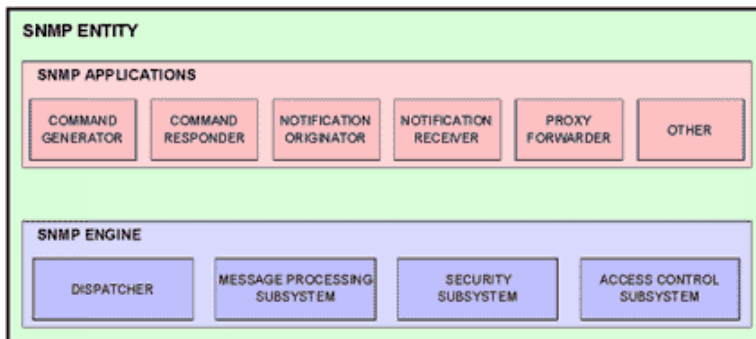 SNMP ENTITY
SNMP APPLICATIONS
COMMAND
GENERATOR
COMMAND
RESPONDER
NOTIFICATION
ORIGINATOR
NOTIFICATION
RECEIVER
PROXY
FORWARDER
OTHER
SNMP ENGINE
DISPATCHER
MESSAGE PROCESSING
SUBSYSTEM
SECURITY
SUBSYSTEM
ACCESS CONTROL
SUBSYSTEM